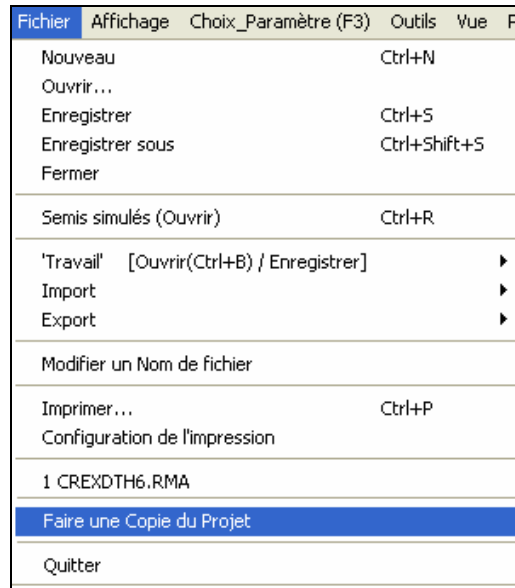 Fichier Affichage Choix_Paramètre (F3) Outils Vue
Nouveau Ctrl+N
Ouvrir...
Enregistrer Ctrl+S
Enregistrer sous Ctrl+Shift+S
Fermer
Semis simulés (Ouvrir) Ctrl+R
'Travail' [Ouvrir(Ctrl+B) / Enregistrer]
Import
Export
Modifier un Nom de fichier
Imprimer... Ctrl+P
Configuration de l'impression
1 CREXDTH6.RMA
Faire une Copie du Projet
Quitter